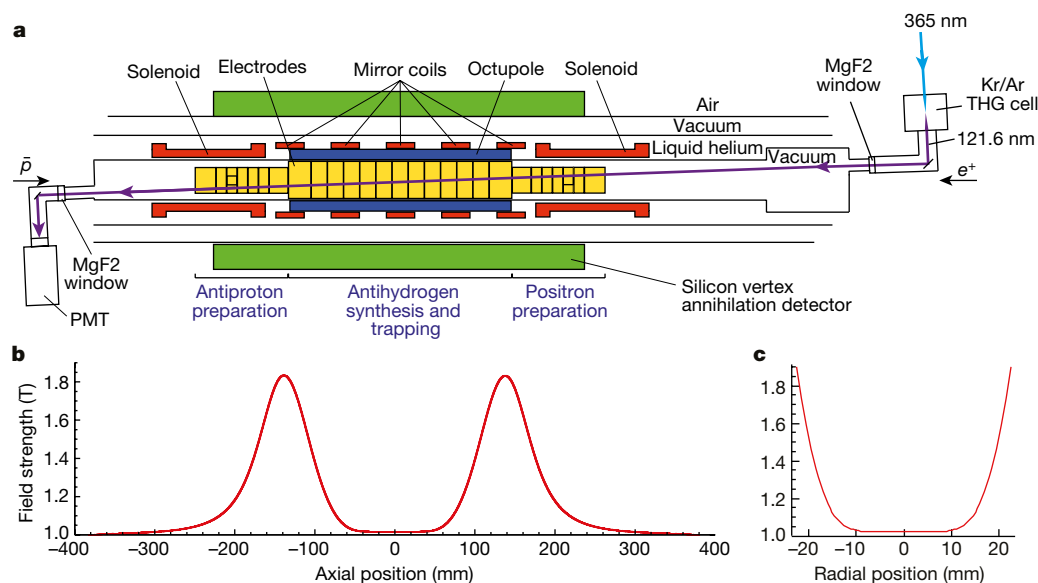 a
365 nm
Solenoid
Electrodes
Mirror coils
Octupole
Solenoid
MgF2
window
Kr/Ar
THG cell
Air
Vacuum
Liquid helium
Vacuum
121.6 nm
p̄
e⁺
MgF2
window
PMT
Antiproton
preparation
Antihydrogen
synthesis and
trapping
Positron
preparation
Silicon vertex
annihilation detector
b
Field strength (T)
1.8
1.6
1.4
1.2
1.0
−400
−300
−200
−100
0
100
200
300
400
Axial position (mm)
c
1.8
1.6
1.4
1.2
1.0
−20
−10
0
10
20
Radial position (mm)